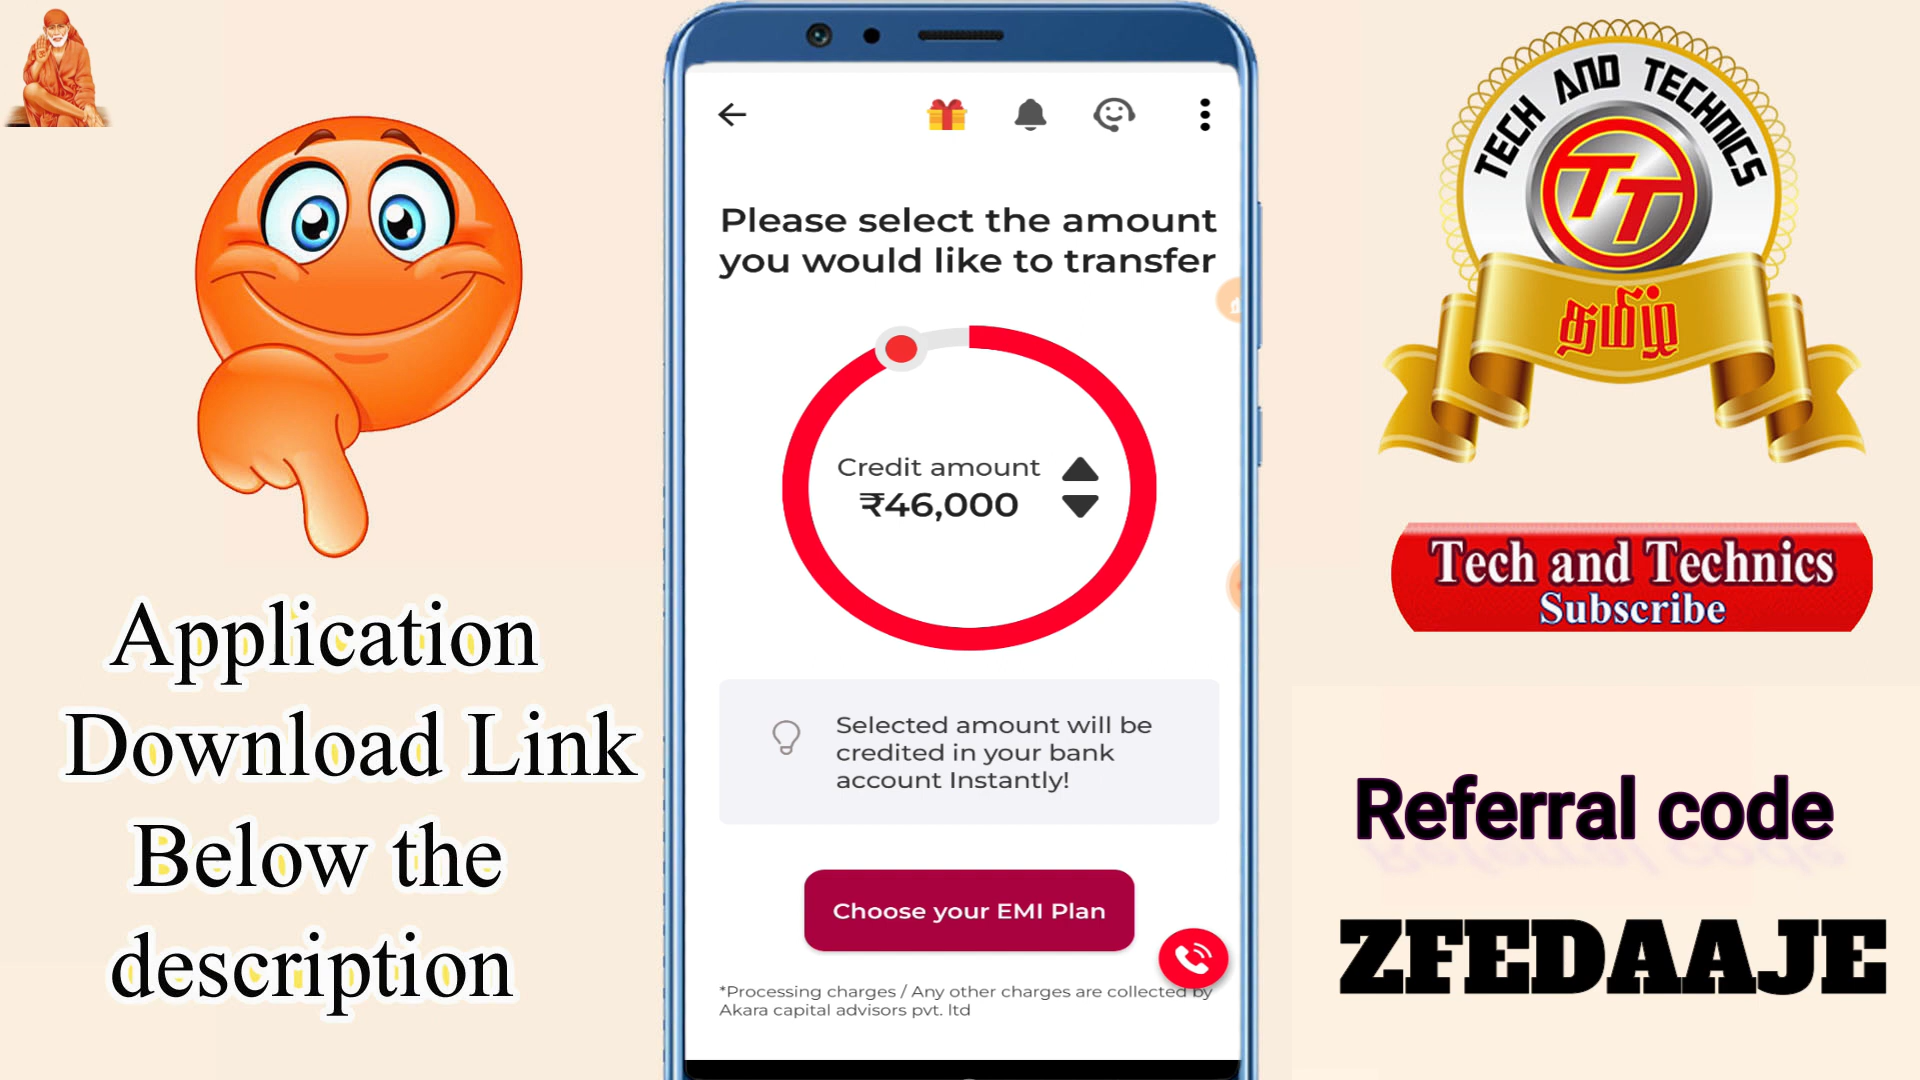 Application
Download Link
Below the
description
Please select the amount
you would like to transfer
Credit amount
₹46,000
Selected amount will be
credited in your bank
account Instantly!
Choose your EMI Plan
*Processing charges / Any other charges are collected by
Akara capital advisors pvt. ltd
TECH AND TECHNICS
TT
தமிழ்
Tech and Technics
Subscribe
Referral code
ZFEDAAJE